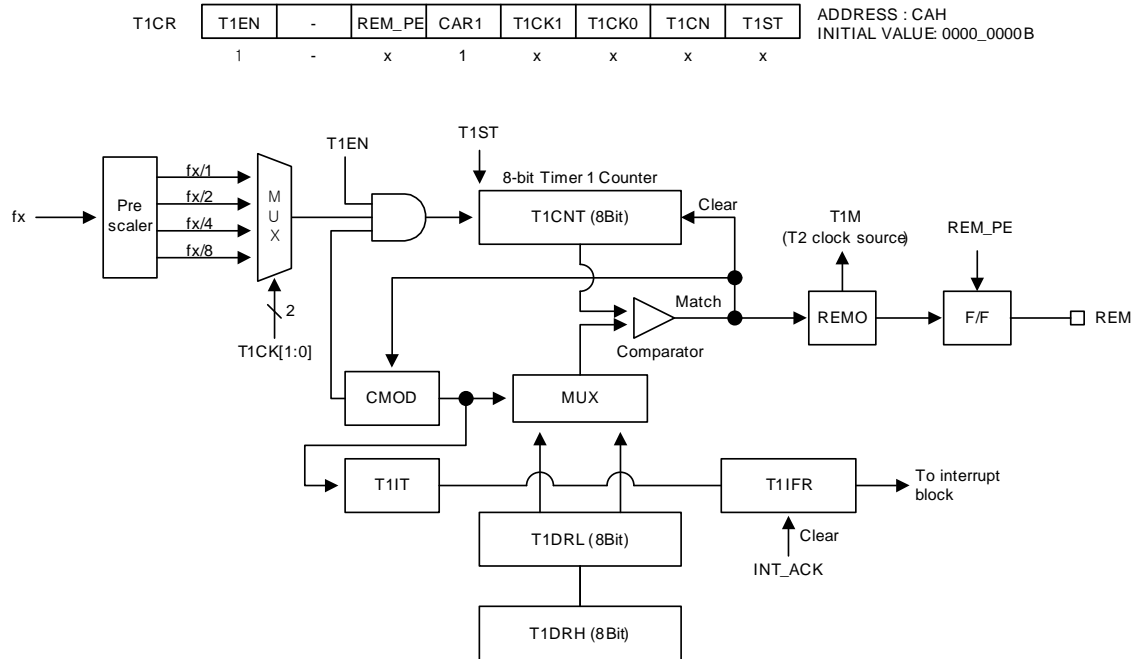 T1CR T1EN - REM_PE CAR1 T1CK1 T1CK0 T1CN T1ST
ADDRESS : CAH
INITIAL VALUE: 0000_0000B
1 - x 1 x x x x
T1EN
T1ST
8-bit Timer 1 Counter
fx
Pre
scaler
fx/1
fx/2
fx/4
fx/8
M
U
X
T1CNT (8Bit)
Clear
T1M
(T2 clock source)
REM_PE
2
T1CK[1:0]
Match
Comparator
REMO
F/F
REM
CMOD
MUX
T1IT
T1IFR
To interrupt
block
T1DRL (8Bit)
Clear
INT_ACK
T1DRH (8Bit)